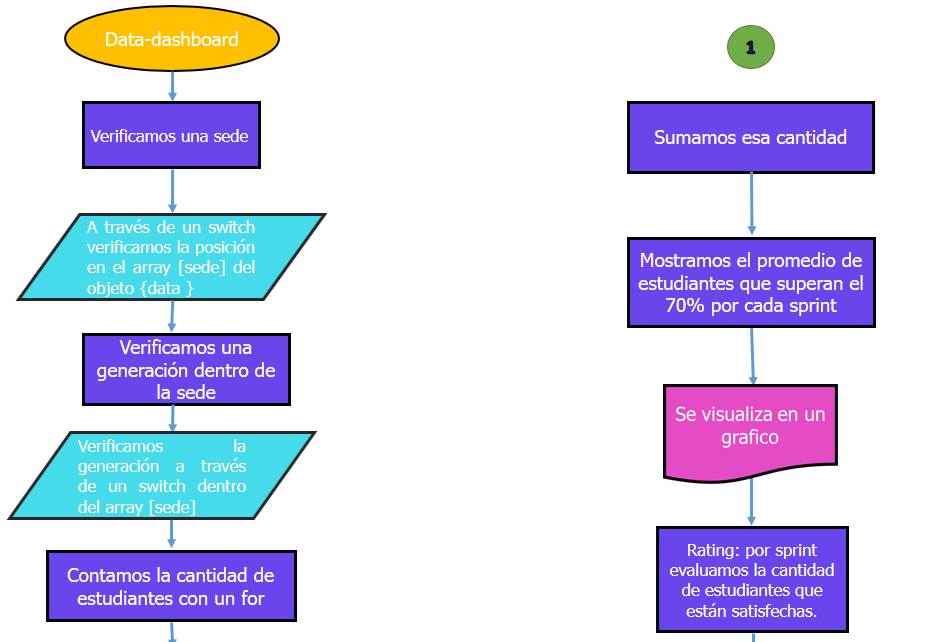 Data-dashboard
Verificamos una sede
A través de un switch
verificamos la posición
en el array [sede] del
objeto {data }
Verificamos una
generación dentro de
la sede
Verificamos la
generación a través
de un switch dentro
del array [sede]
Contamos la cantidad de
estudiantes con un for
1
Sumamos esa cantidad
Mostramos el promedio de
estudiantes que superan el
70% por cada sprint
Se visualiza en un
grafico
Rating: por sprint
evaluamos la cantidad
de estudiantes que
están satisfechas.